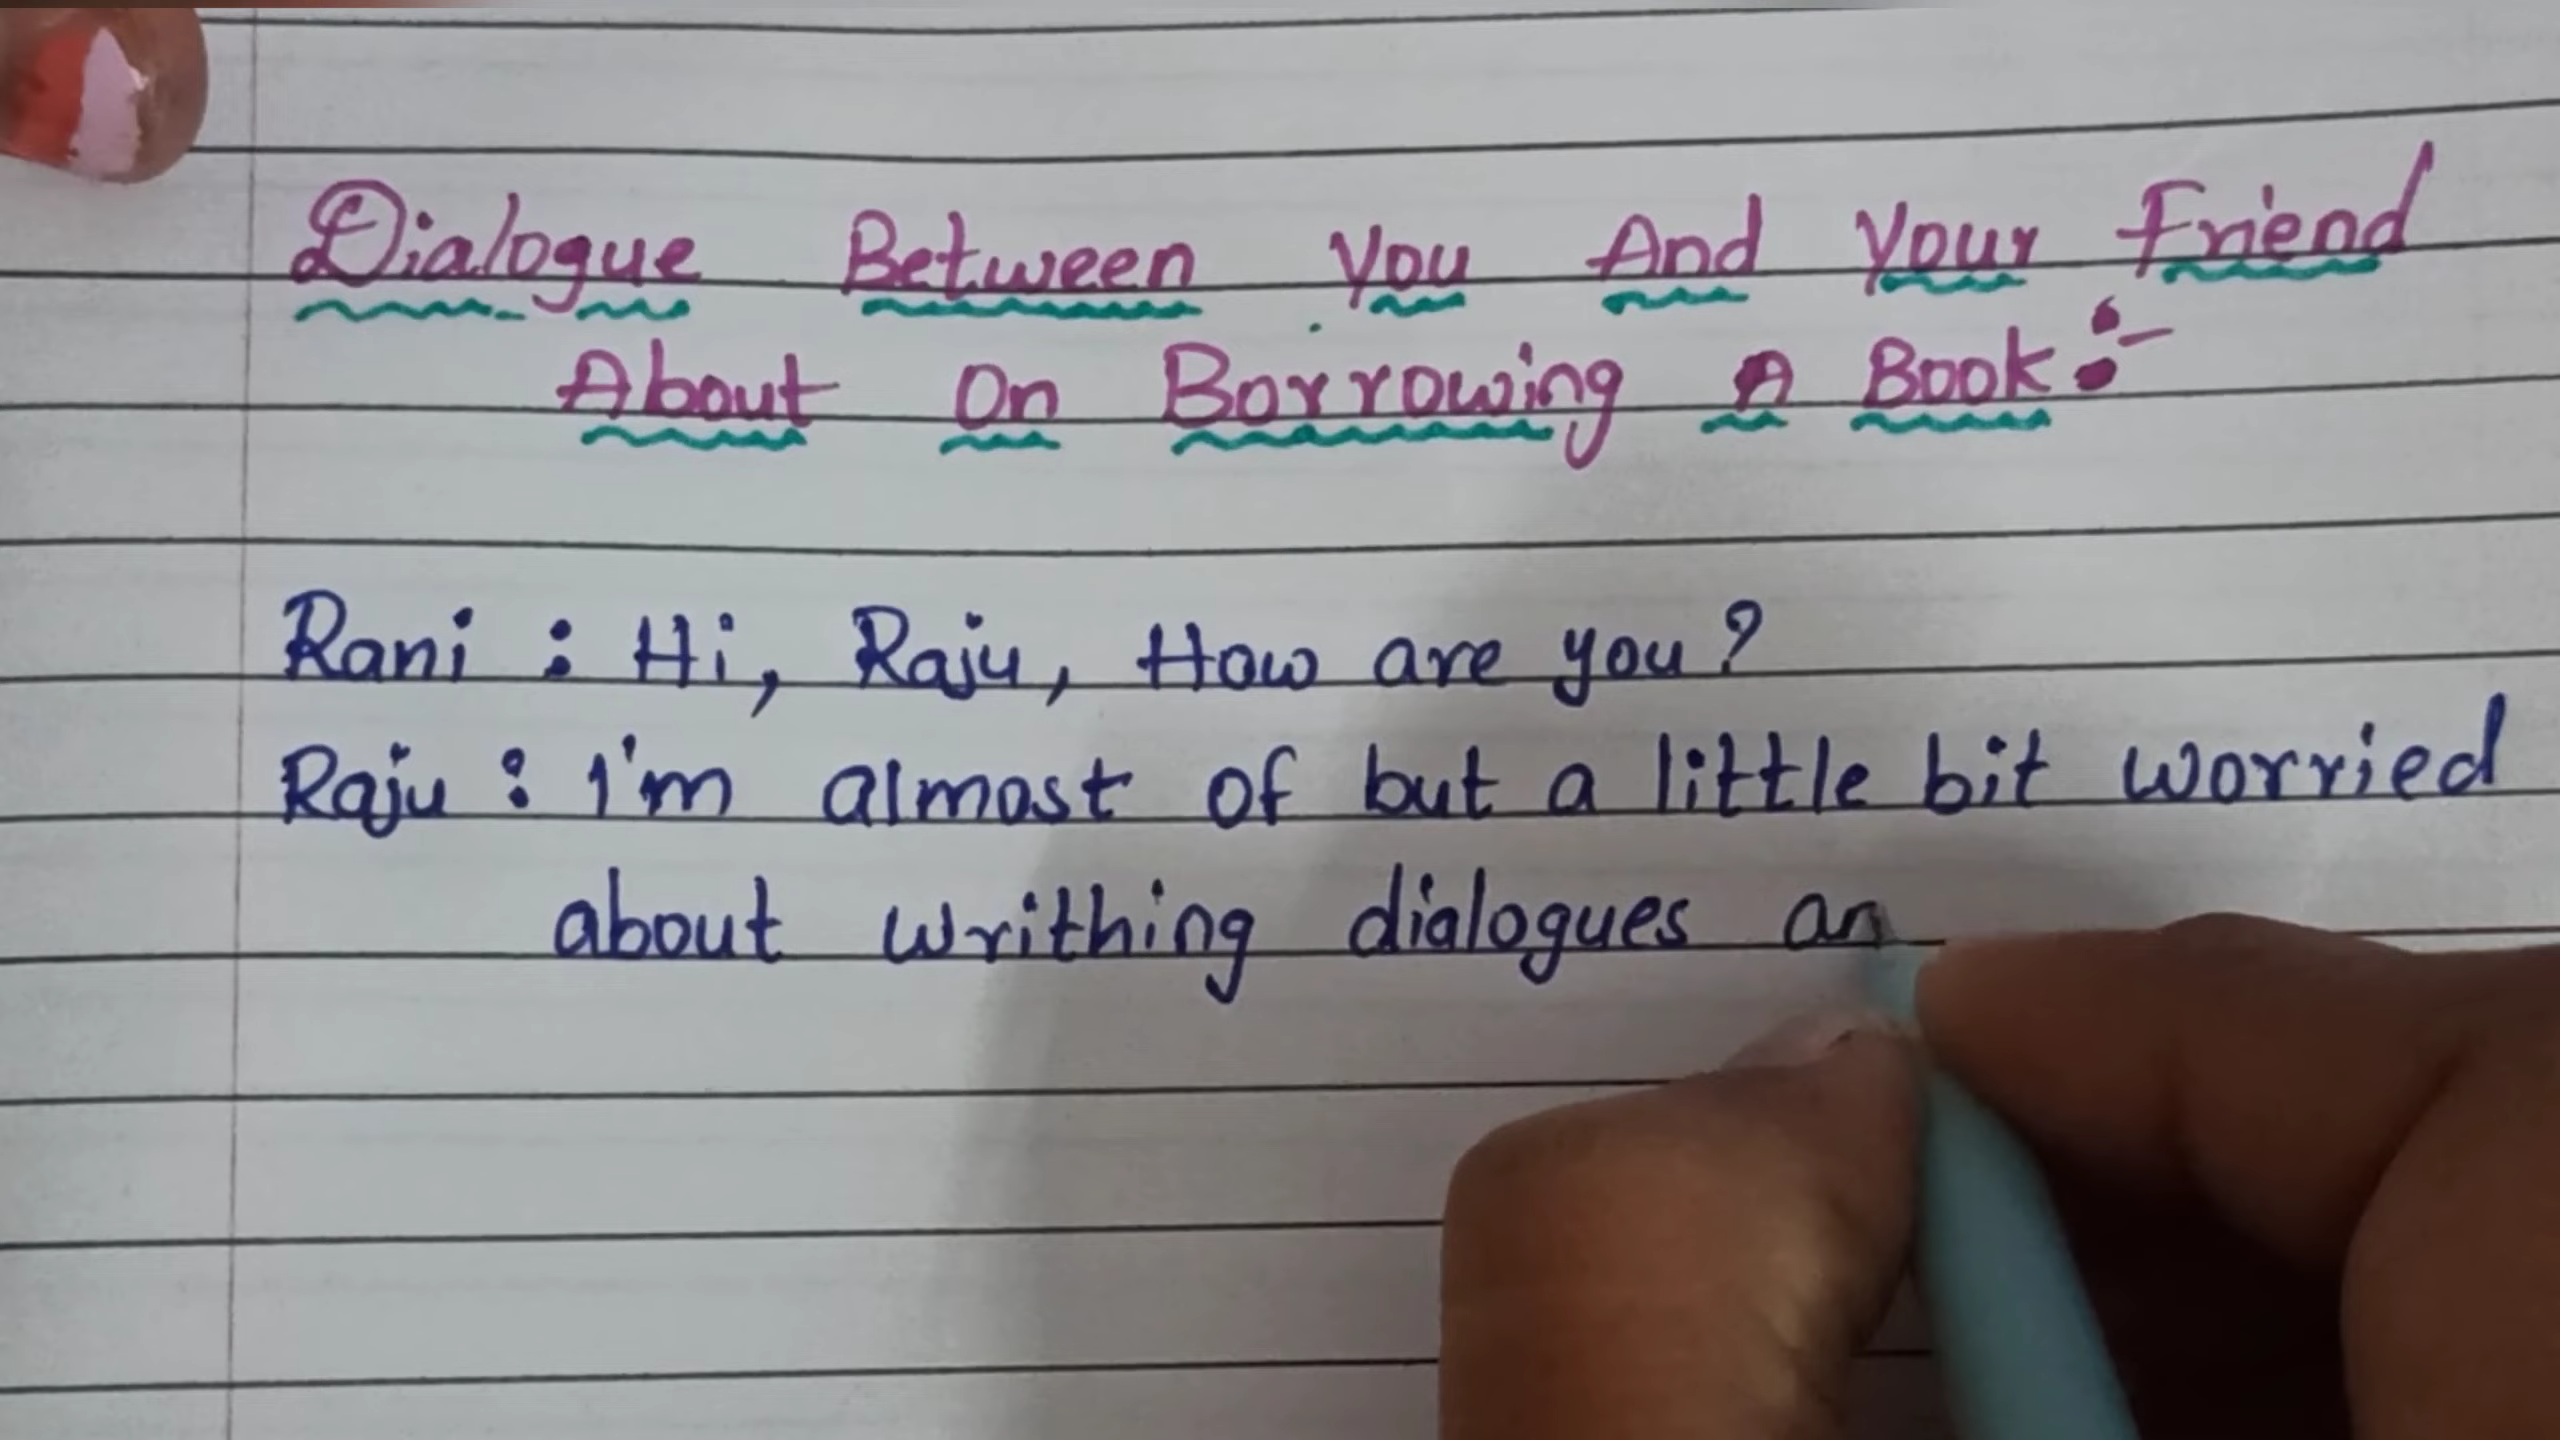 Dialogue Between You And Your Friend
About On Borrowing A Book:-
Rani : Hi, Raju, How are you?
Raju : I'm almost of but a little bit worried
about writhing dialogues an